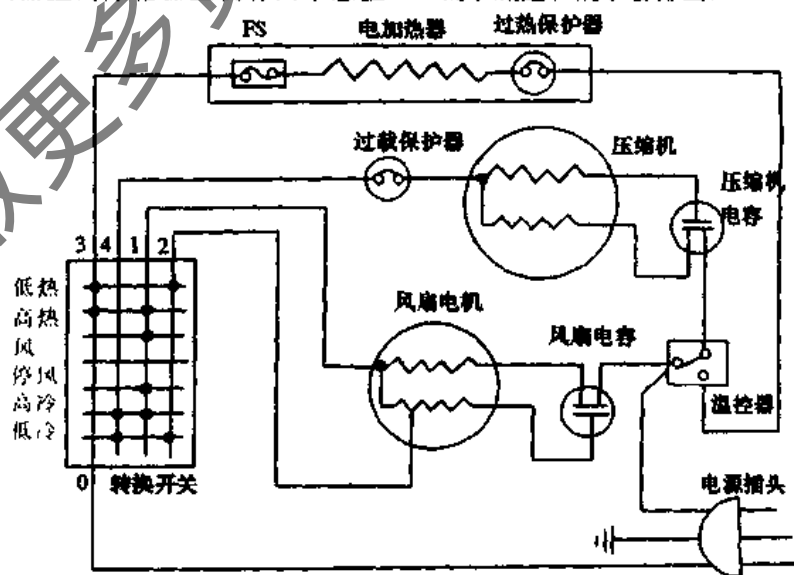 FS 电加热器 过热保护器
过载保护器 压缩机
压缩机
电容
3 4 1 2
低热
高热
风
停风
高冷
低冷
风扇电机 风扇电容
温控器
0 转换开关 电源插头
更多